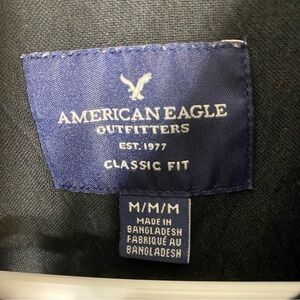 AMERICAN EAGLE
OUTFITTERS
EST. 1977
CLASSIC FIT
M/M/M
MADE IN
BANGLADESH
FABRIQUÉ AU
BANGLADESH